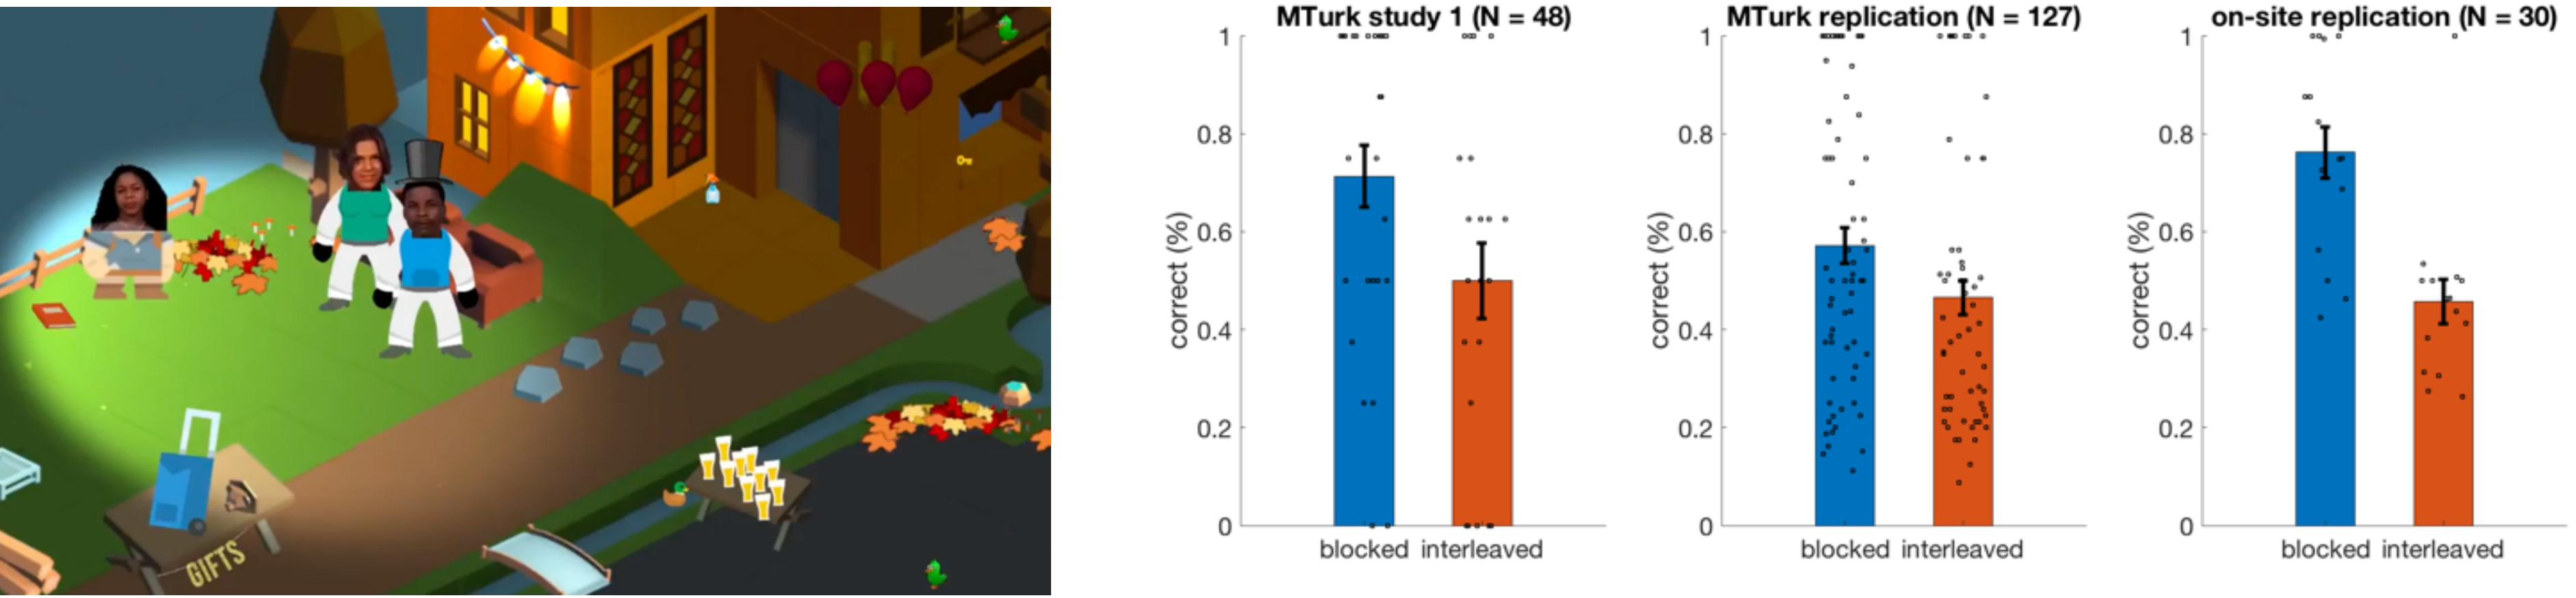 GIFTS
MTurk study 1 (N = 48)
correct (%)
1
0.8
0.6
0.4
0.2
0
blocked interleaved
MTurk replication (N = 127)
correct (%)
1
0.8
0.6
0.4
0.2
0
blocked interleaved
on-site replication (N = 30)
correct (%)
1
0.8
0.6
0.4
0.2
0
blocked interleaved